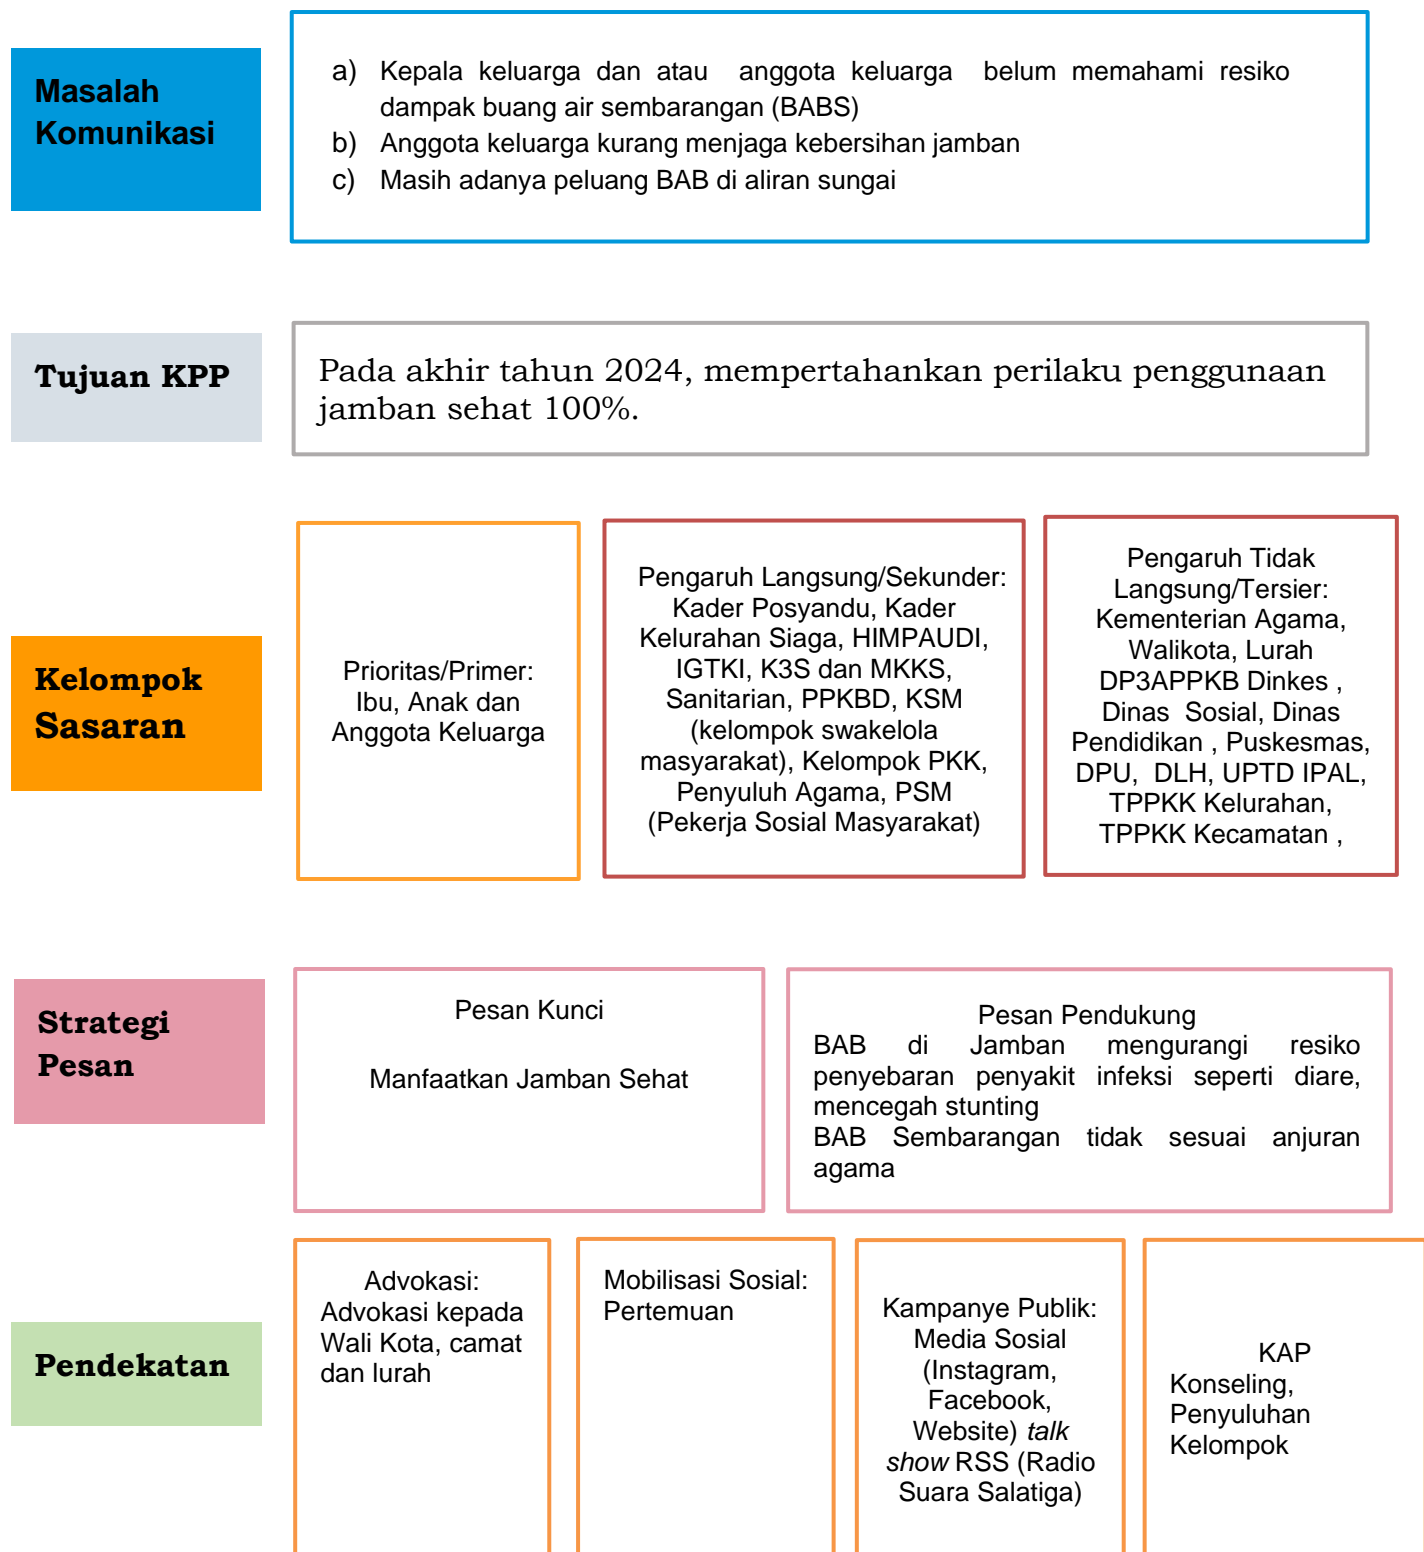 Masalah
Komunikasi
a) Kepala keluarga dan atau anggota keluarga belum memahami resiko
dampak buang air sembarangan (BABS)
b) Anggota keluarga kurang menjaga kebersihan jamban
c) Masih adanya peluang BAB di aliran sungai
Tujuan KPP
Pada akhir tahun 2024, mempertahankan perilaku penggunaan
jamban sehat 100%.
Kelompok
Sasaran
Prioritas/Primer:
Ibu, Anak dan
Anggota Keluarga
Pengaruh Langsung/Sekunder:
Kader Posyandu, Kader
Kelurahan Siaga, HIMPAUDI,
IGTKI, K3S dan MKKS,
Sanitarian, PPKBD, KSM
(kelompok swakelola
masyarakat), Kelompok PKK,
Penyuluh Agama, PSM
(Pekerja Sosial Masyarakat)
Pengaruh Tidak
Langsung/Tersier:
Kementerian Agama,
Walikota, Lurah
DP3APPKB Dinkes ,
Dinas Sosial, Dinas
Pendidikan , Puskesmas,
DPU, DLH, UPTD IPAL,
TPPKK Kelurahan,
TPPKK Kecamatan ,
Strategi
Pesan
Pesan Kunci
Manfaatkan Jamban Sehat
Pesan Pendukung
BAB di Jamban mengurangi resiko
penyebaran penyakit infeksi seperti diare,
mencegah stunting
BAB Sembarangan tidak sesuai anjuran
agama
Pendekatan
Advokasi:
Advokasi kepada
Wali Kota, camat
dan lurah
Mobilisasi Sosial:
Pertemuan
Kampanye Publik:
Media Sosial
(Instagram,
Facebook,
Website) talk
show RSS (Radio
Suara Salatiga)
KAP
Konseling,
Penyuluhan
Kelompok